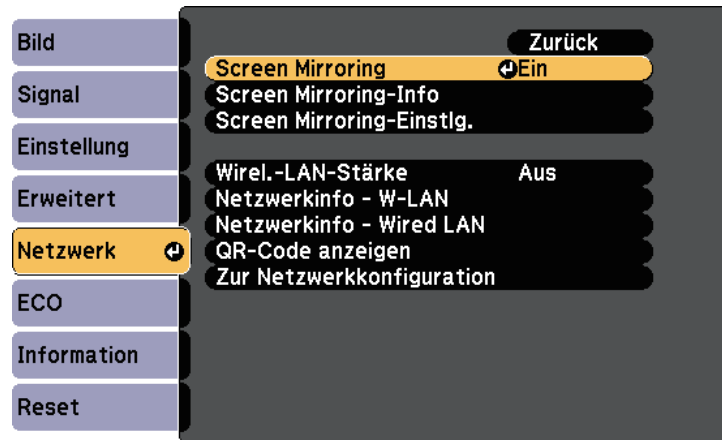 Bild
Signal
Einstellung
Erweitert
Netzwerk
ECO
Information
Reset
Zurück
Screen Mirroring Ein
Screen Mirroring-Info
Screen Mirroring-Einstlg.
Wirel.-LAN-Stärke Aus
Netzwerkinfo - W-LAN
Netzwerkinfo - Wired LAN
QR-Code anzeigen
Zur Netzwerkkonfiguration